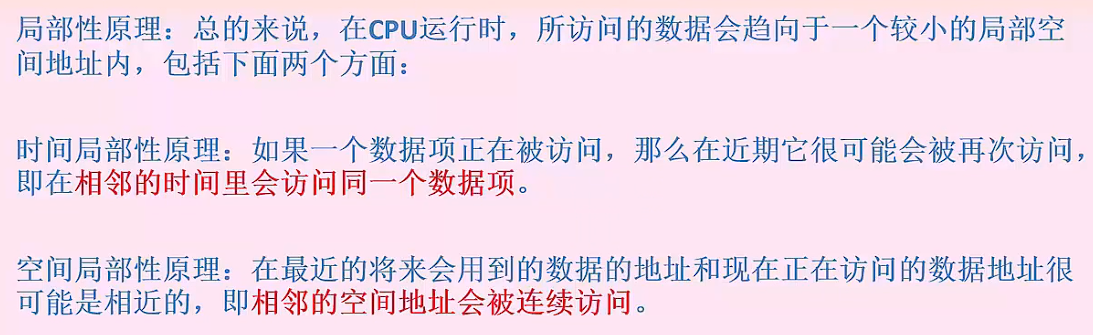 局部性原理：总的来说，在CPU运行时，所访问的数据会趋向于一个较小的局部空
间地址内，包括下面两个方面：
时间局部性原理：如果一个数据项正在被访问，那么在近期它很可能会被再次访问，
即在相邻的时间里会访问同一个数据项。
空间局部性原理：在最近的将来会用到的数据的地址和现在正在访问的数据地址很
可能是相近的，即相邻的空间地址会被连续访问。